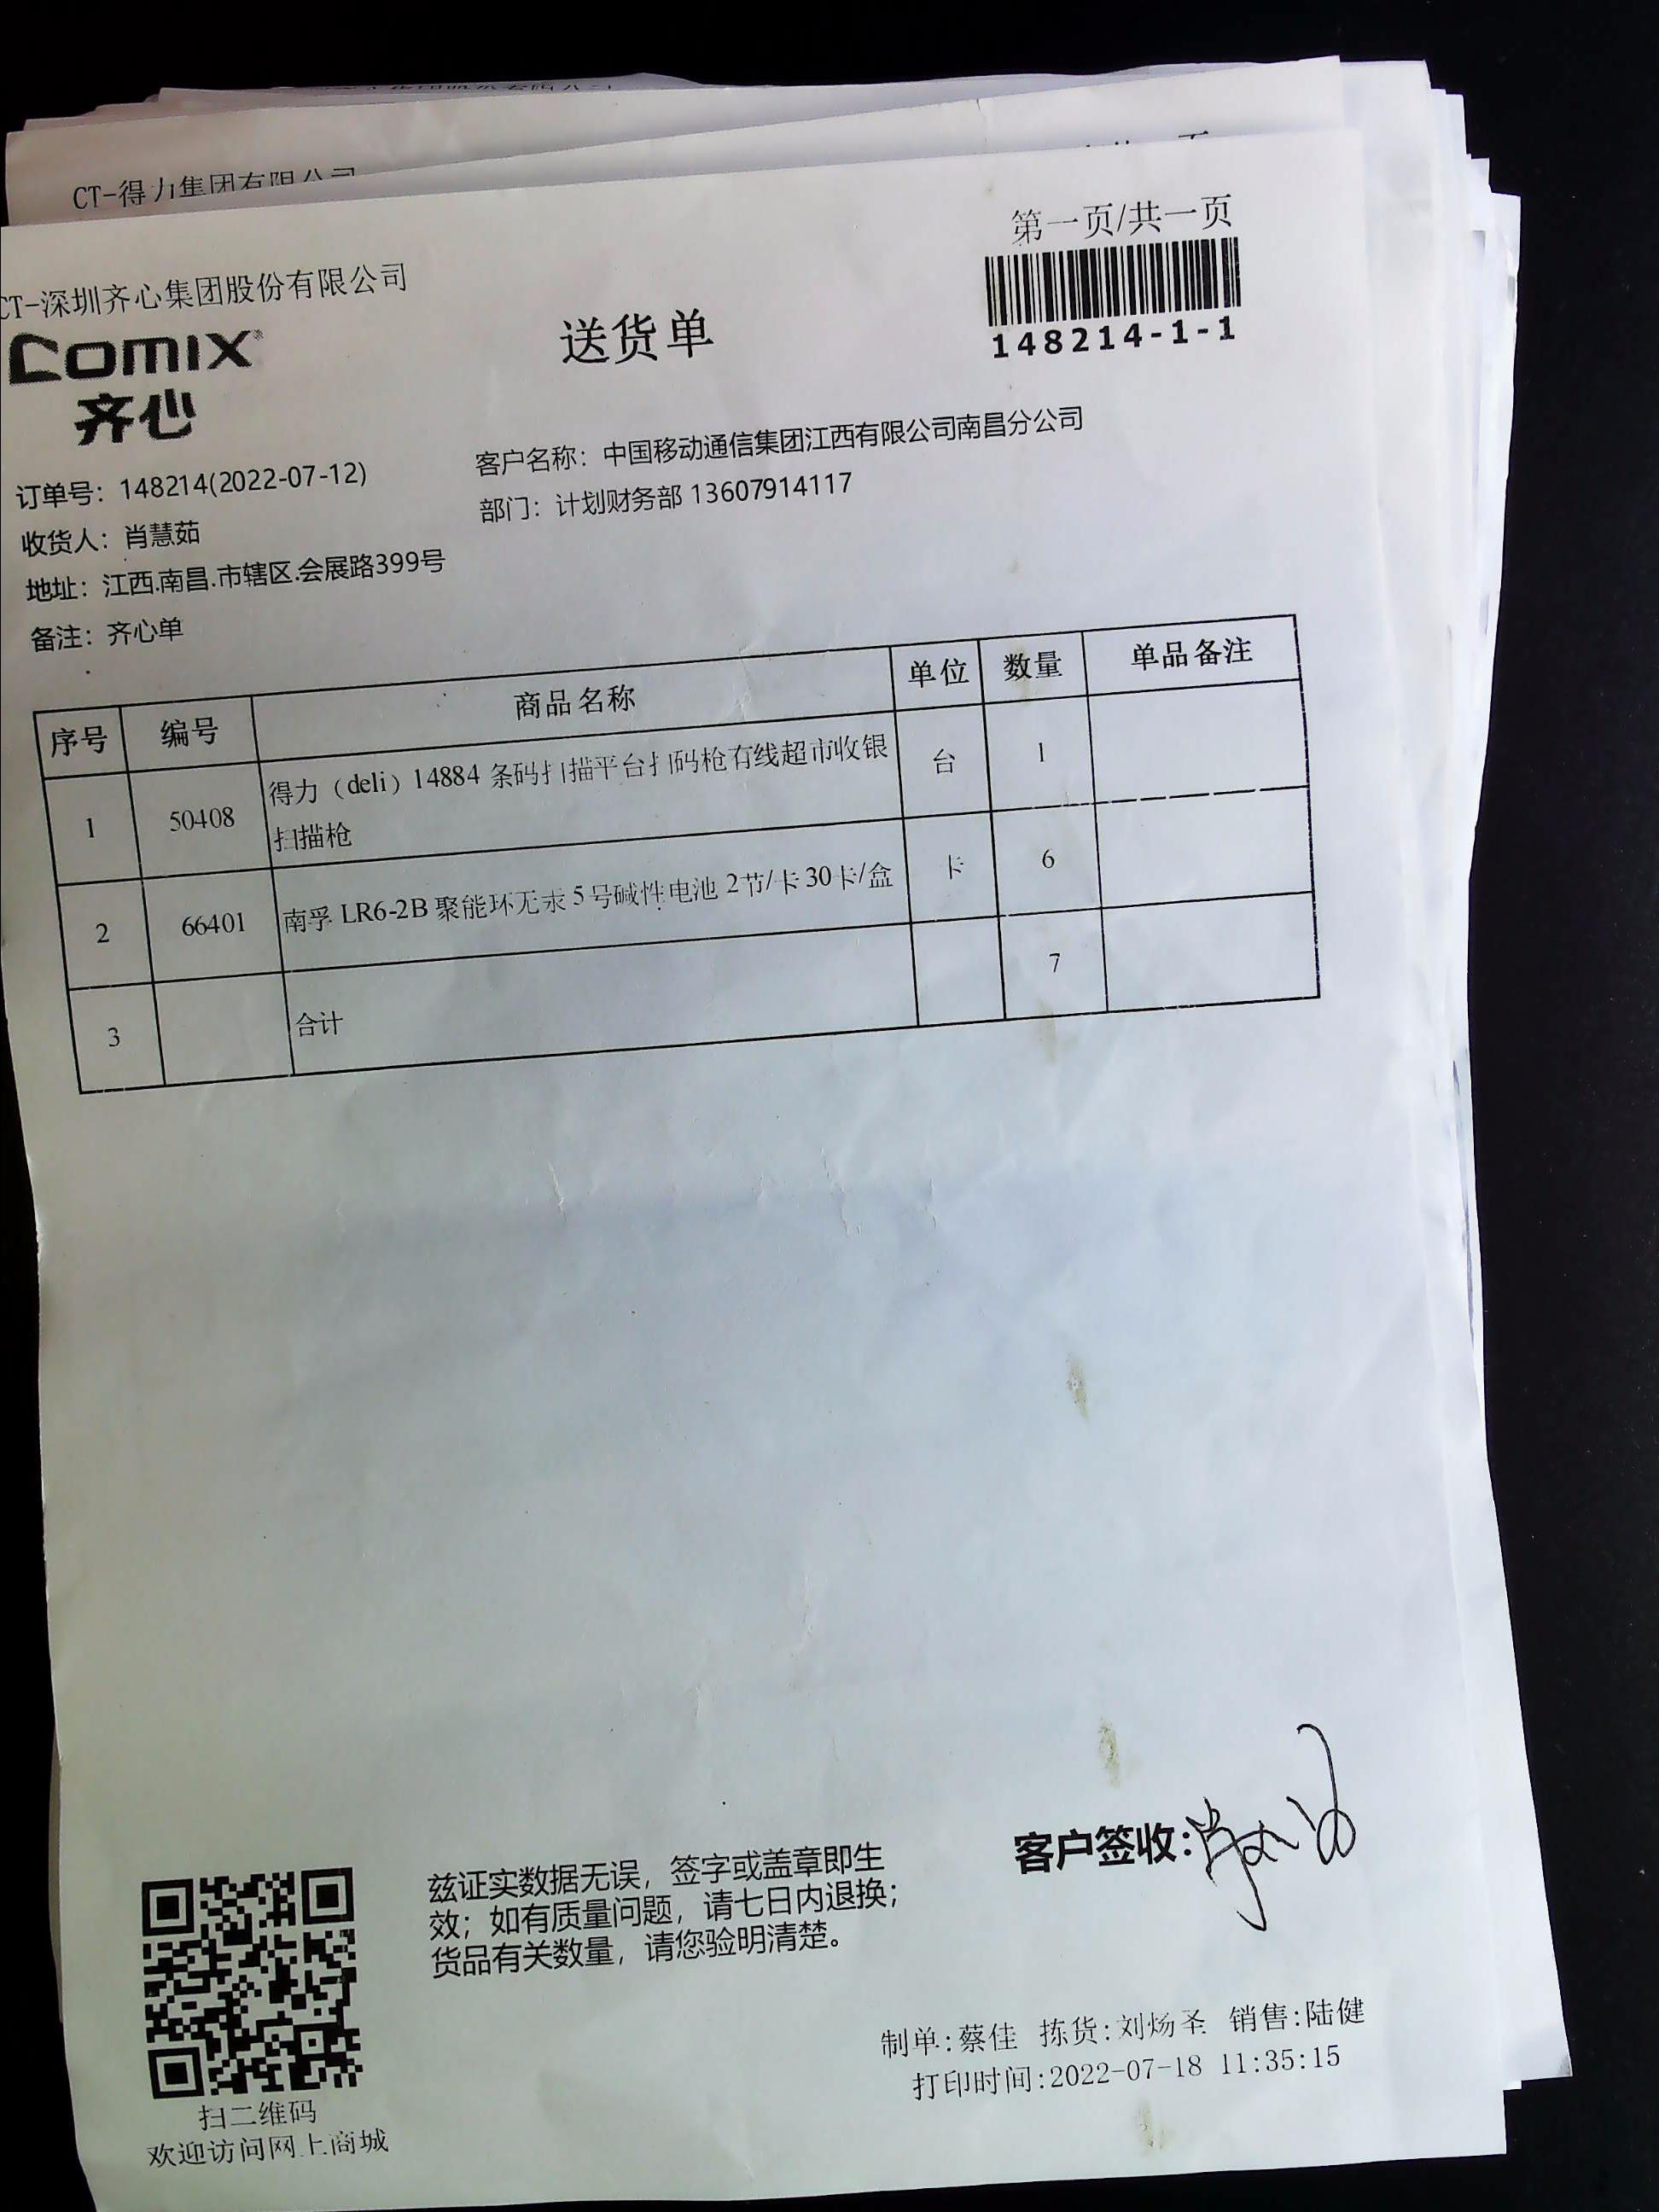 CT-得力集团有限公司
第一页/共一页
CT-深圳齐心集团股份有限公司
148214-1-1
送货单
Comix
齐心
订单号：148214(2022-07-12)
客户名称：中国移动通信集团江西有限公司南昌分公司
收货人：肖慧茹
部门：计划财务部 13607914117
地址：江西.南昌.市辖区.会展路399号
备注：齐心单
序号 编号 商品名称 单位 数量 单品备注
1 50408 得力（deli）14884 条码扫描平台扫码枪有线超市收银 台 1
扫描枪
2 66401 南孚 LR6-2B 聚能环无汞 5 号碱性电池 2节/卡 30卡/盒 卡 6
3 合计 7
客户签收:
兹证实数据无误，签字或盖章即生
效；如有质量问题，请七日内退换；
货品有关数量，请您验明清楚。
制单:蔡佳 拣货:刘炀圣 销售:陆健
打印时间:2022-07-18 11:35:15
扫二维码
欢迎访问网上商城